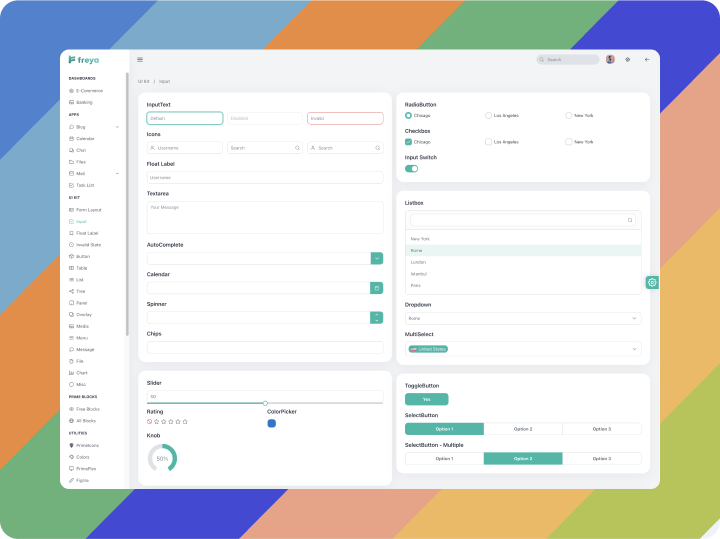 freya
Search
DASHBOARDS
E-Commerce
Banking
APPS
Blog
Calendar
Chat
Files
Mail
Task List
UI KIT
Form Layout
Input
Float Label
Invalid State
Button
Table
List
Tree
Panel
Overlay
Media
Menu
Message
File
Chart
Misc
PRIME BLOCKS
Free Blocks
All Blocks
UTILITIES
PrimeIcons
Colors
PrimeFlex
Figma
UI Kit | Input
InputText
Default Disabled Invalid
Icons
Username Search Search
Float Label
Username
Textarea
Your Message
AutoComplete
Calendar
Spinner
Chips
Slider
50
Rating ColorPicker
Knob
50%
RadioButton
Chicago Los Angeles New York
Checkbox
Chicago Los Angeles New York
Input Switch
Listbox
New York
Rome
London
Istanbul
Paris
Dropdown
Rome
MultiSelect
United States
ToggleButton
Yes
SelectButton
Option 1 Option 2 Option 3
SelectButton - Multiple
Option 1 Option 2 Option 3